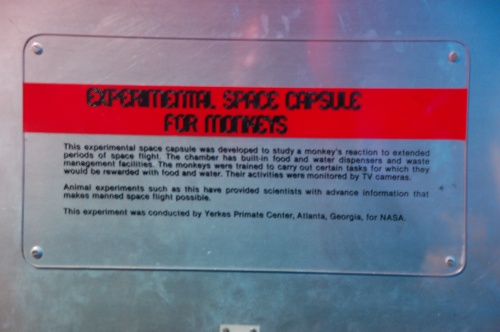 EXPERIMENTAL SPACE CAPSULE
FOR MONKEYS
This experimental space capsule was developed to study a monkey's reaction to extended
periods of space flight. The chamber has built-in food and water dispensers and waste
management facilities. The monkeys were trained to carry out certain tasks for which they
would be rewarded with food and water. Their activities were monitored by TV cameras.
Animal experiments such as this have provided scientists with advance information that
makes manned space flight possible.
This experiment was conducted by Yerkes Primate Center, Atlanta, Georgia, for NASA.